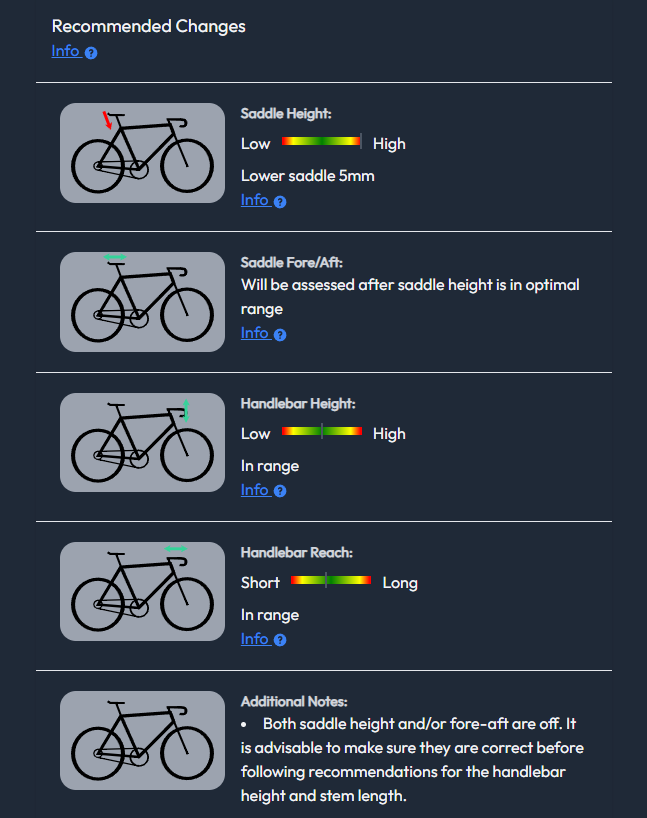 Recommended Changes
Info ?
Saddle Height:
Low High
Lower saddle 5mm
Info ?
Saddle Fore/Aft:
Will be assessed after saddle height is in optimal
range
Info ?
Handlebar Height:
Low High
In range
Info ?
Handlebar Reach:
Short Long
In range
Info ?
Additional Notes:
• Both saddle height and/or fore-aft are off. It
is advisable to make sure they are correct before
following recommendations for the handlebar
height and stem length.